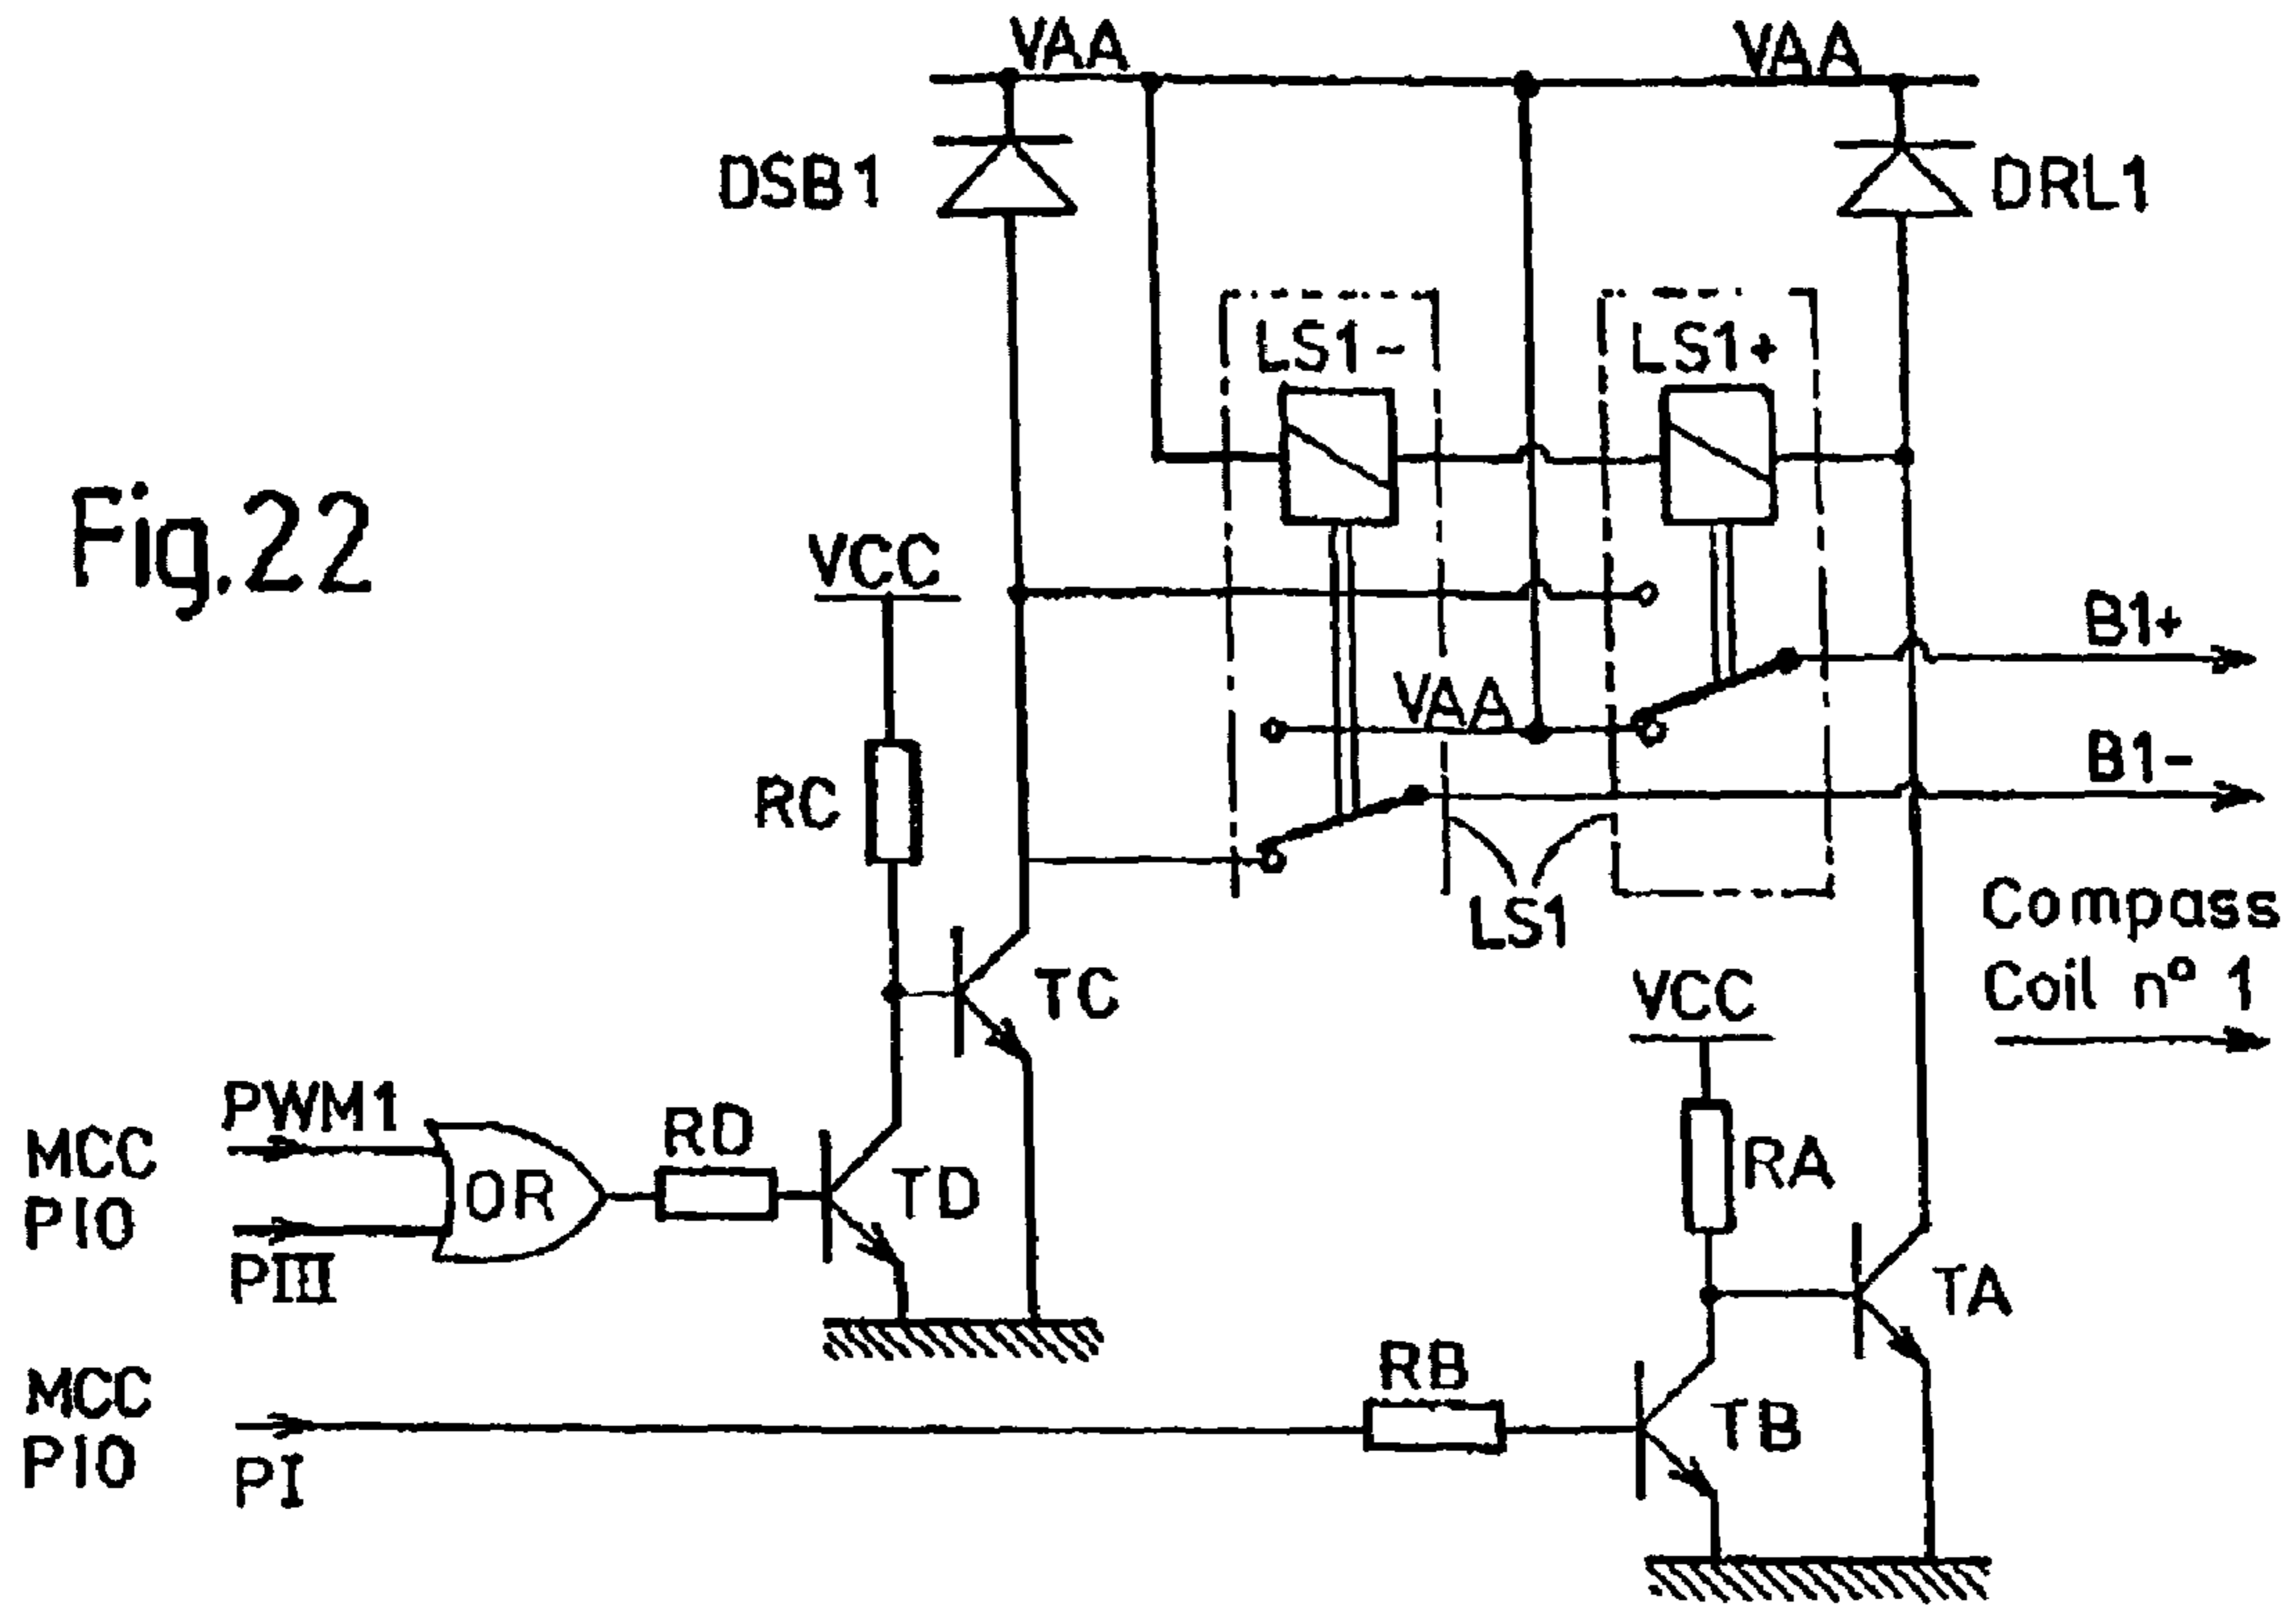 VAA
VAA
DSB1
DRL1
LS1-
LS1+
Fig.22
VCC
B1+
VAA
B1-
RC
LS1
Compass
Coil nº 1
TC
VCC
PWM1
MCC
PIO
OR
RD
TD
RA
PIII
TA
RB
MCC
PIO
TB
PI